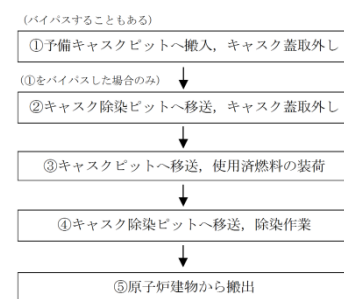 (バイパスすることもある)
①予備キャスクピットへ搬入，キャスク蓋取外し
(①をバイパスした場合のみ)
②キャスク除染ピットへ移送，キャスク蓋取外し
③キャスクピットへ移送，使用済燃料の装荷
④キャスク除染ピットへ移送，除染作業
⑤原子炉建物から搬出